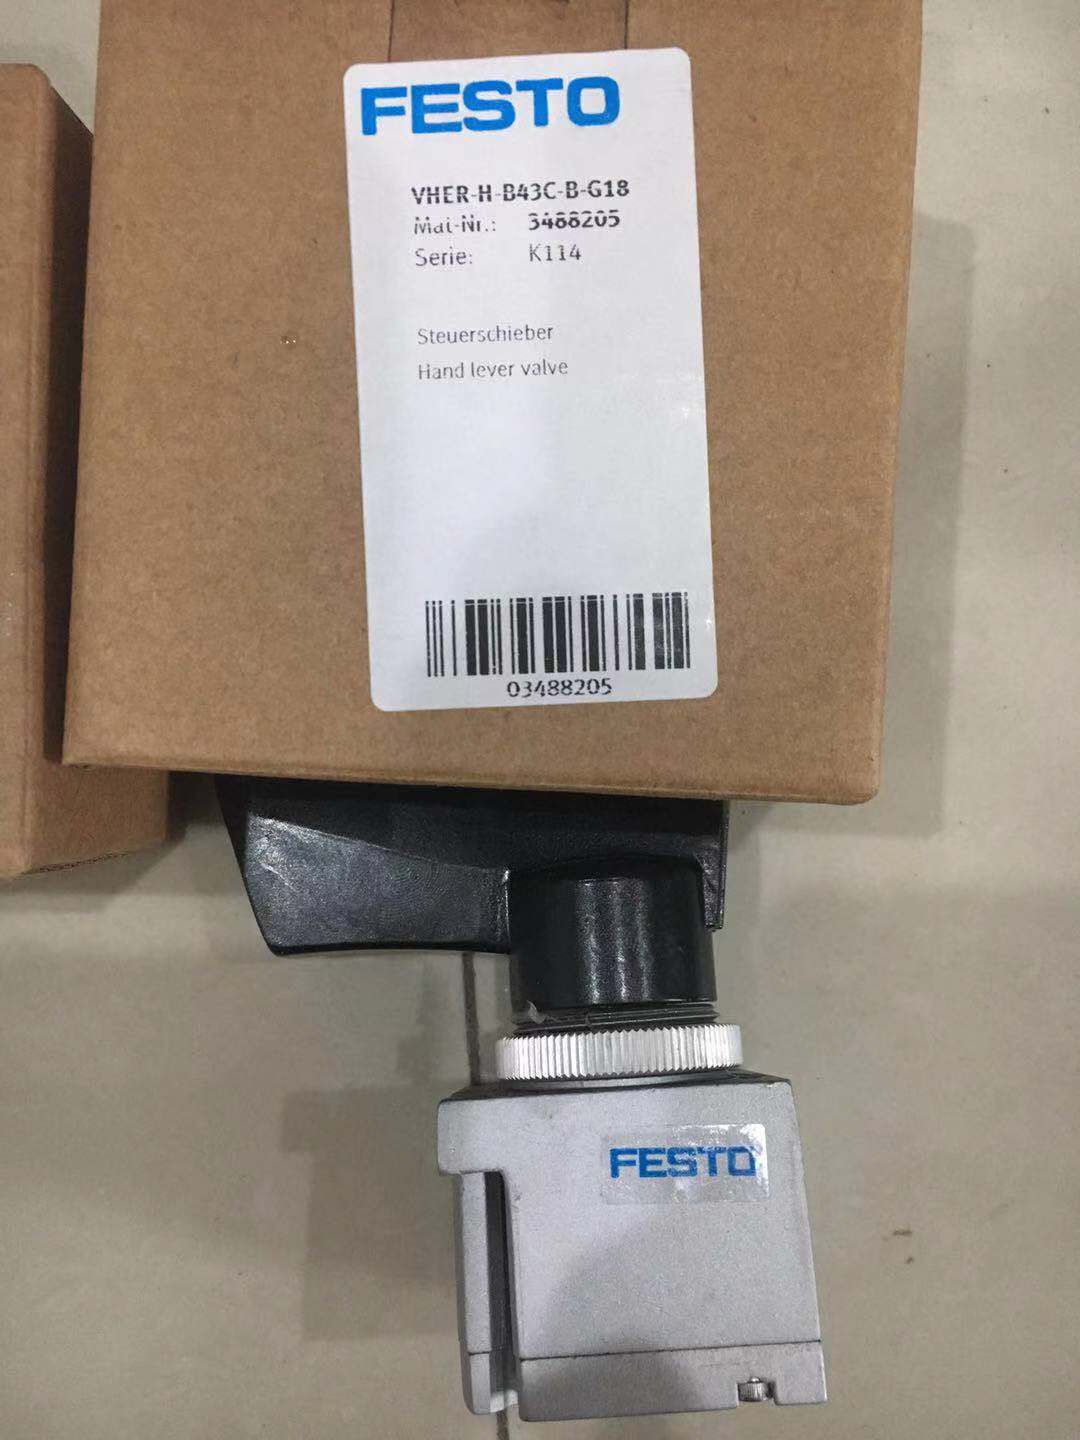 FESTO
VHER-H-B43C-B-G18
Mat-Nr.: 3488205
Serie: K114
Steuerschieber
Hand lever valve
03488205
FESTO